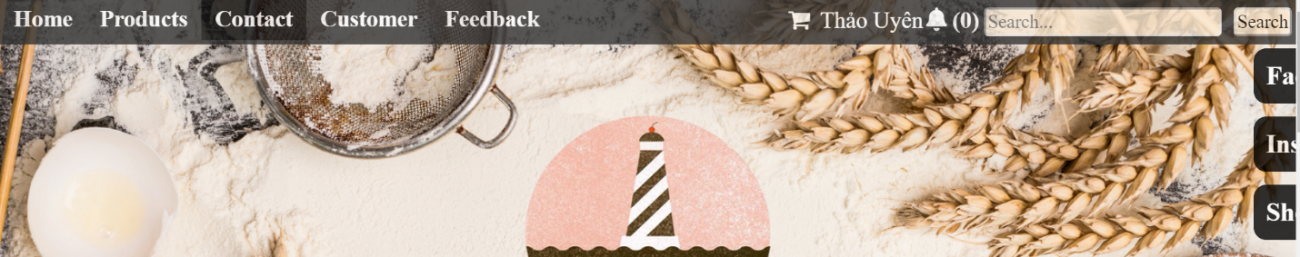 Home Products Contact Customer Feedback Thảo Uyên (0) Search... Search
Fa
Ins
Sh